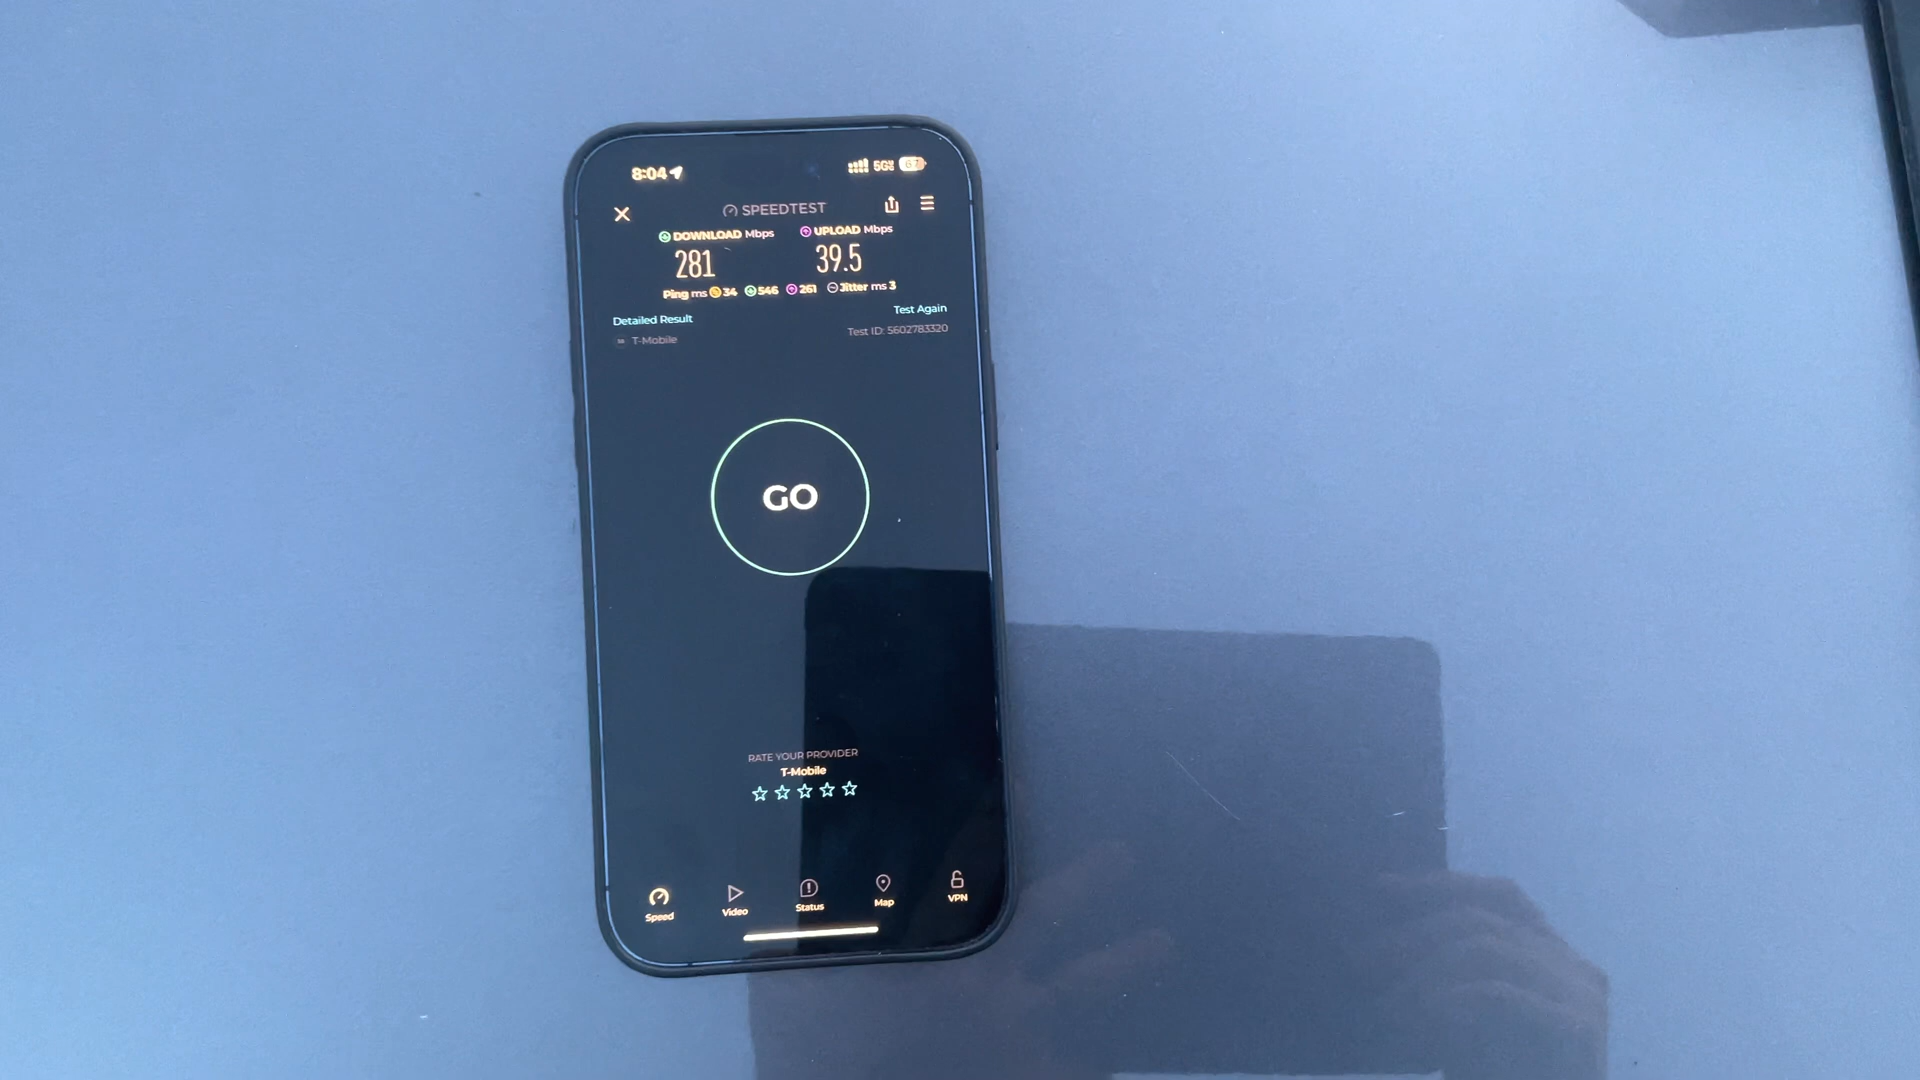 8:04 5G 67
SPEEDTEST
DOWNLOAD Mbps UPLOAD Mbps
281 39.5
Ping ms 34 546 261 Jitter ms 3
Detailed Result Test Again
T-Mobile Test ID: 5602783320
GO
RATE YOUR PROVIDER
T-Mobile
Speed Video Status Map VPN